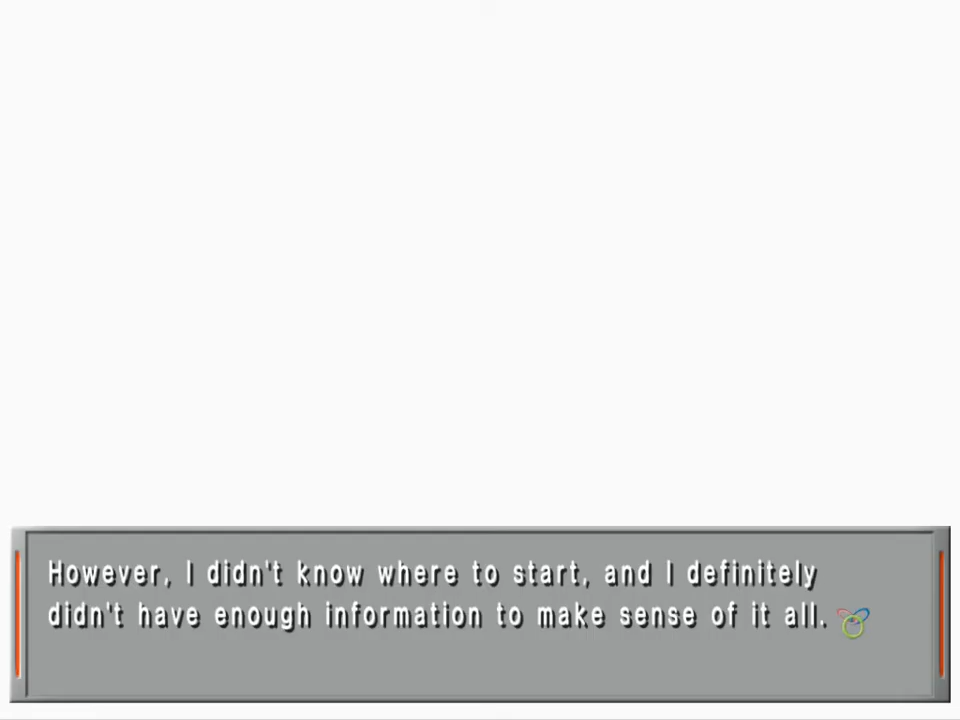 However, I didn't know where to start, and I definitely
didn't have enough information to make sense of it all.